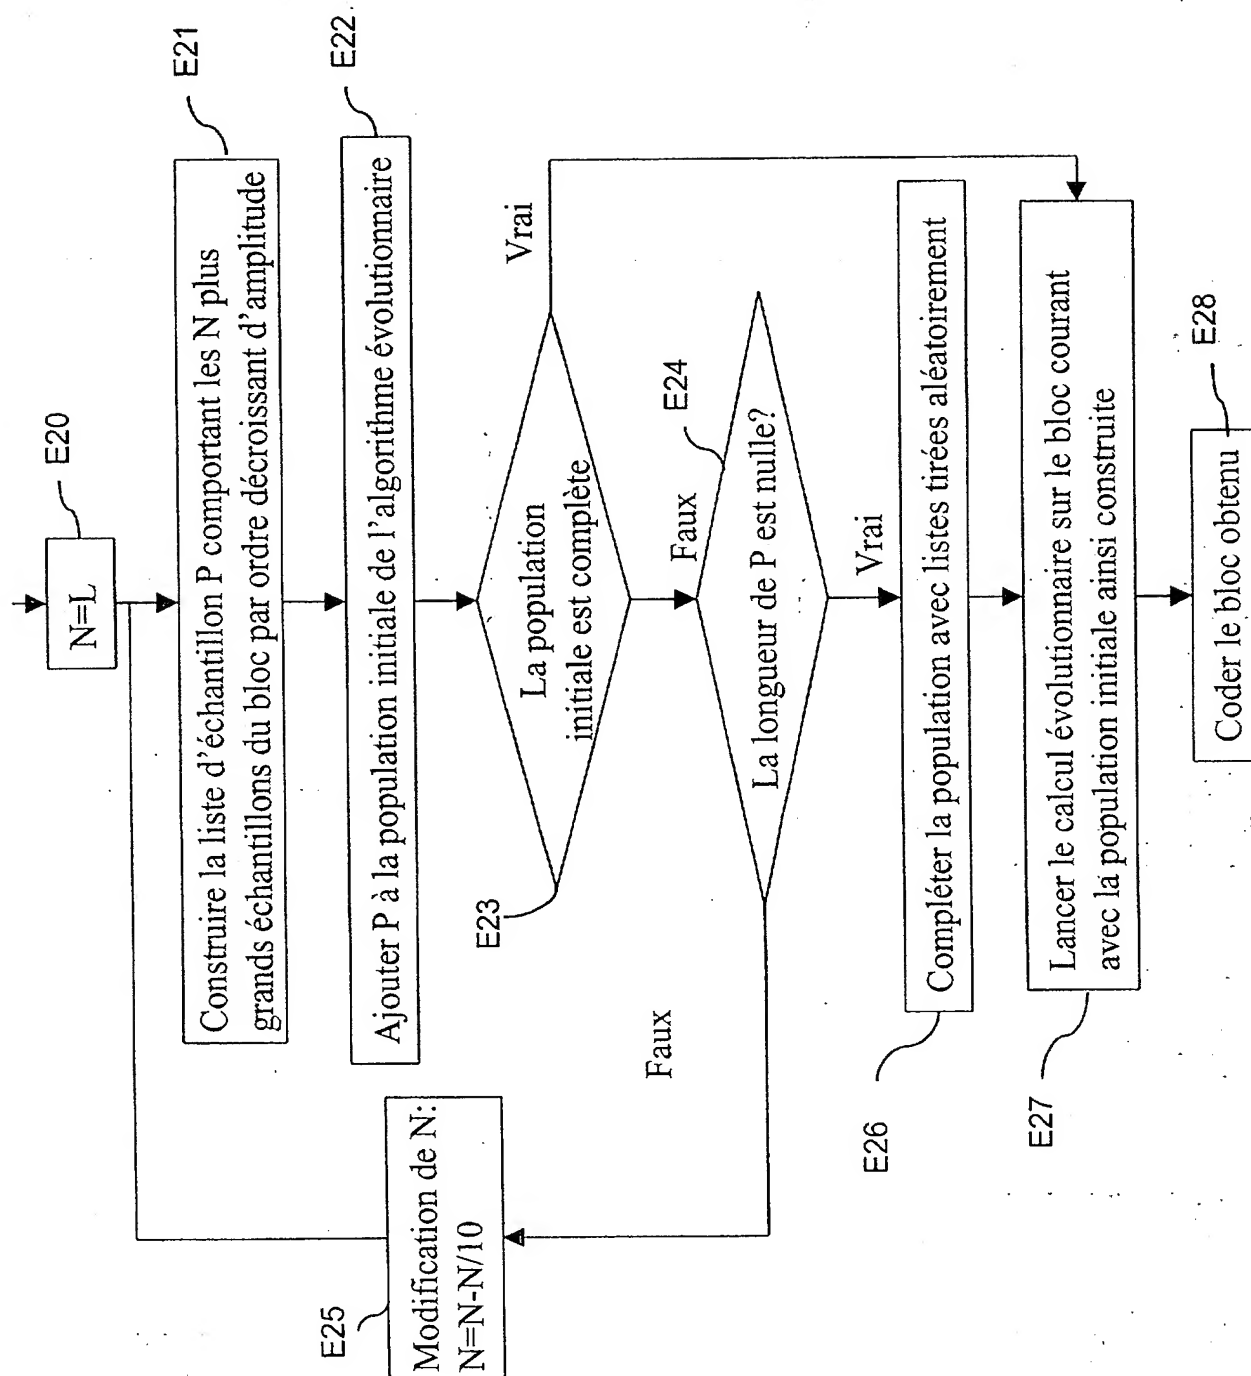 E20
N=L
E21
Construire la liste d'échantillon P comportant les N plus
grands échantillons du bloc par ordre décroissant d'amplitude
E22
Ajouter P à la population initiale de l'algorithme évolutionnaire
E23
La population
initiale est complète
Vrai
Faux
E24
La longueur de P est nulle?
Faux
Vrai
E25
Modification de N:
N=N-N/10
E26
Compléter la population avec listes tirées aléatoirement
E27
Lancer le calcul évolutionnaire sur le bloc courant
avec la population initiale ainsi construite
E28
Coder le bloc obtenu